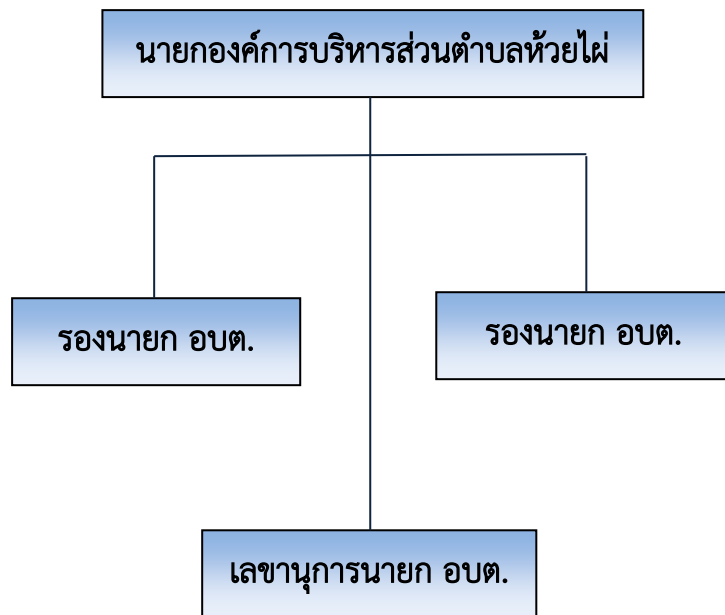 นายกองค์การบริหารส่วนตำบลห้วยไผ่
รองนายก อบต.
รองนายก อบต.
เลขานุการนายก อบต.